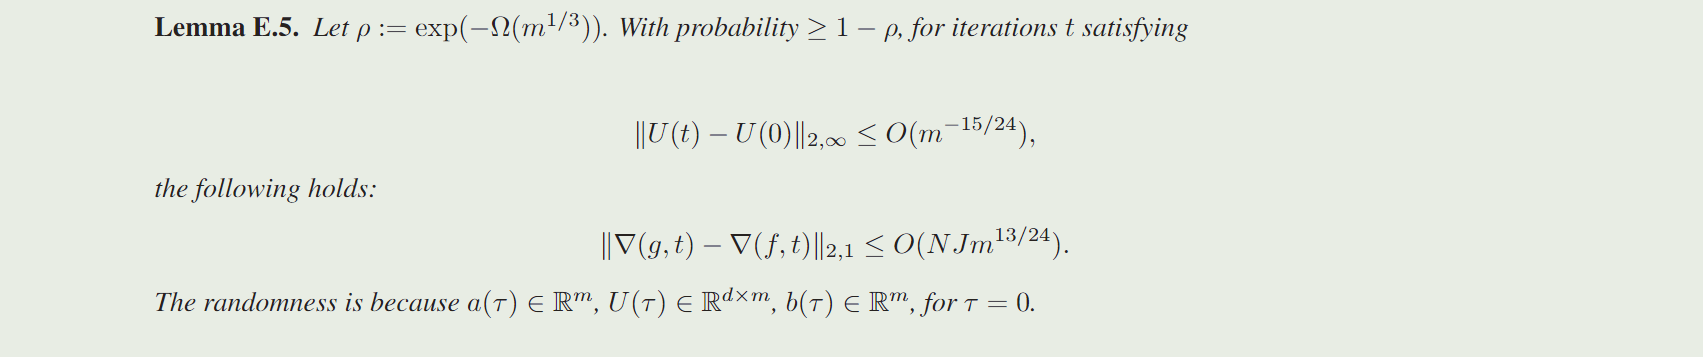 Lemma E.5. Let ρ := exp(−Ω(m^{1/3})). With probability ≥ 1 − ρ, for iterations t satisfying
‖U(t) − U(0)‖_{2,∞} ≤ O(m^{−15/24}),
the following holds:
‖∇(g, t) − ∇(f, t)‖_{2,1} ≤ O(NJm^{13/24}).
The randomness is because a(τ) ∈ ℝ^m, U(τ) ∈ ℝ^{d×m}, b(τ) ∈ ℝ^m, for τ = 0.